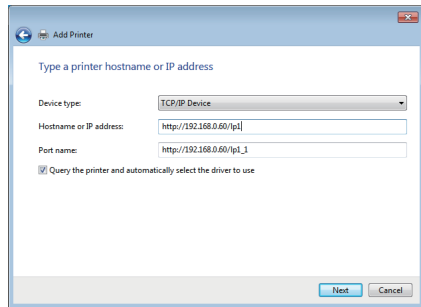 Add Printer
Type a printer hostname or IP address
Device type:
TCP/IP Device
Hostname or IP address:
http://192.168.0.60/lp1
Port name:
http://192.168.0.60/lp1_1
Query the printer and automatically select the driver to use
Next
Cancel